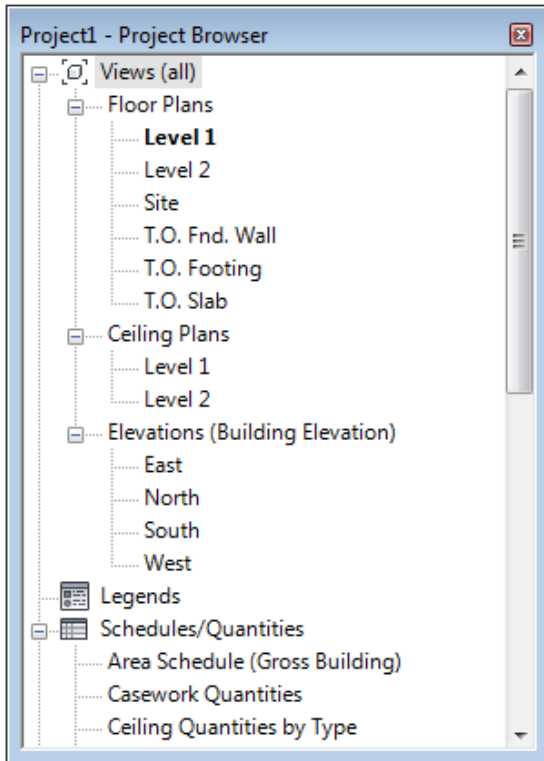 Project1 - Project Browser
Views (all)
Floor Plans
Level 1
Level 2
Site
T.O. Fnd. Wall
T.O. Footing
T.O. Slab
Ceiling Plans
Level 1
Level 2
Elevations (Building Elevation)
East
North
South
West
Legends
Schedules/Quantities
Area Schedule (Gross Building)
Casework Quantities
Ceiling Quantities by Type